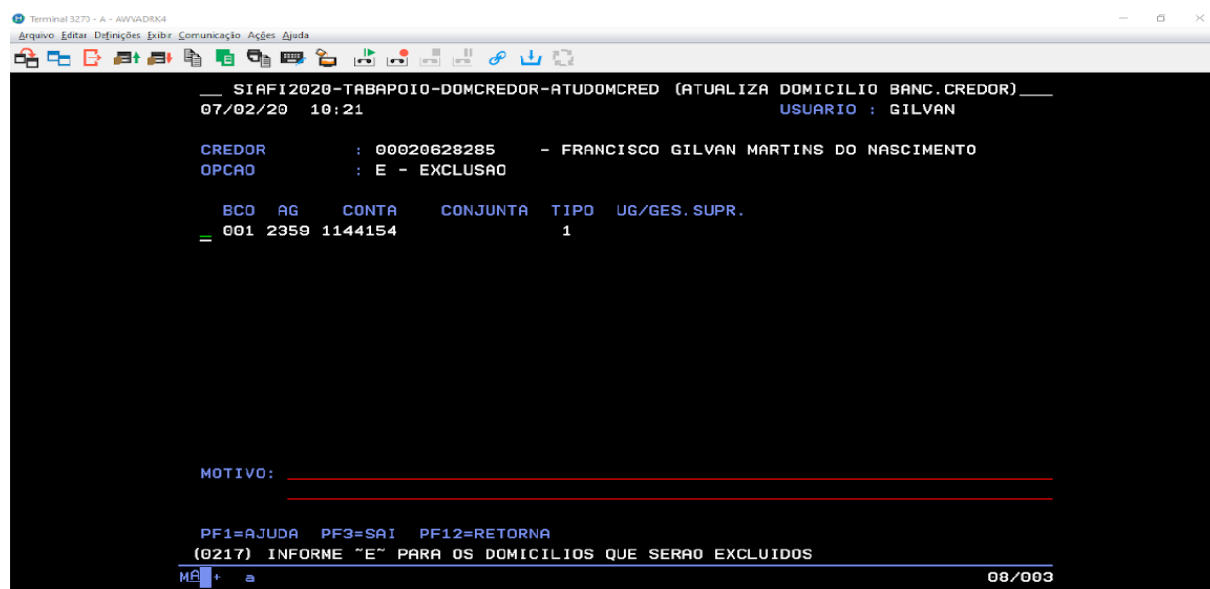 Terminal 3270 - A - AWVADRK4
Arquivo Editar Definições Exibir Comunicação Ações Ajuda
__ SIAFI2020-TABAPOIO-DOMCREDOR-ATUDOMCRED (ATUALIZA DOMICILIO BANC.CREDOR)___
07/02/20 10:21 USUARIO : GILVAN
CREDOR : 00020628285 - FRANCISCO GILVAN MARTINS DO NASCIMENTO
OPCAO : E - EXCLUSAO
BCO AG CONTA CONJUNTA TIPO UG/GES.SUPR.
_ 001 2359 1144154 1
MOTIVO:
PF1=AJUDA PF3=SAI PF12=RETORNA
(0217) INFORME ~E~ PARA OS DOMICILIOS QUE SERAO EXCLUIDOS
MA + a 08/003